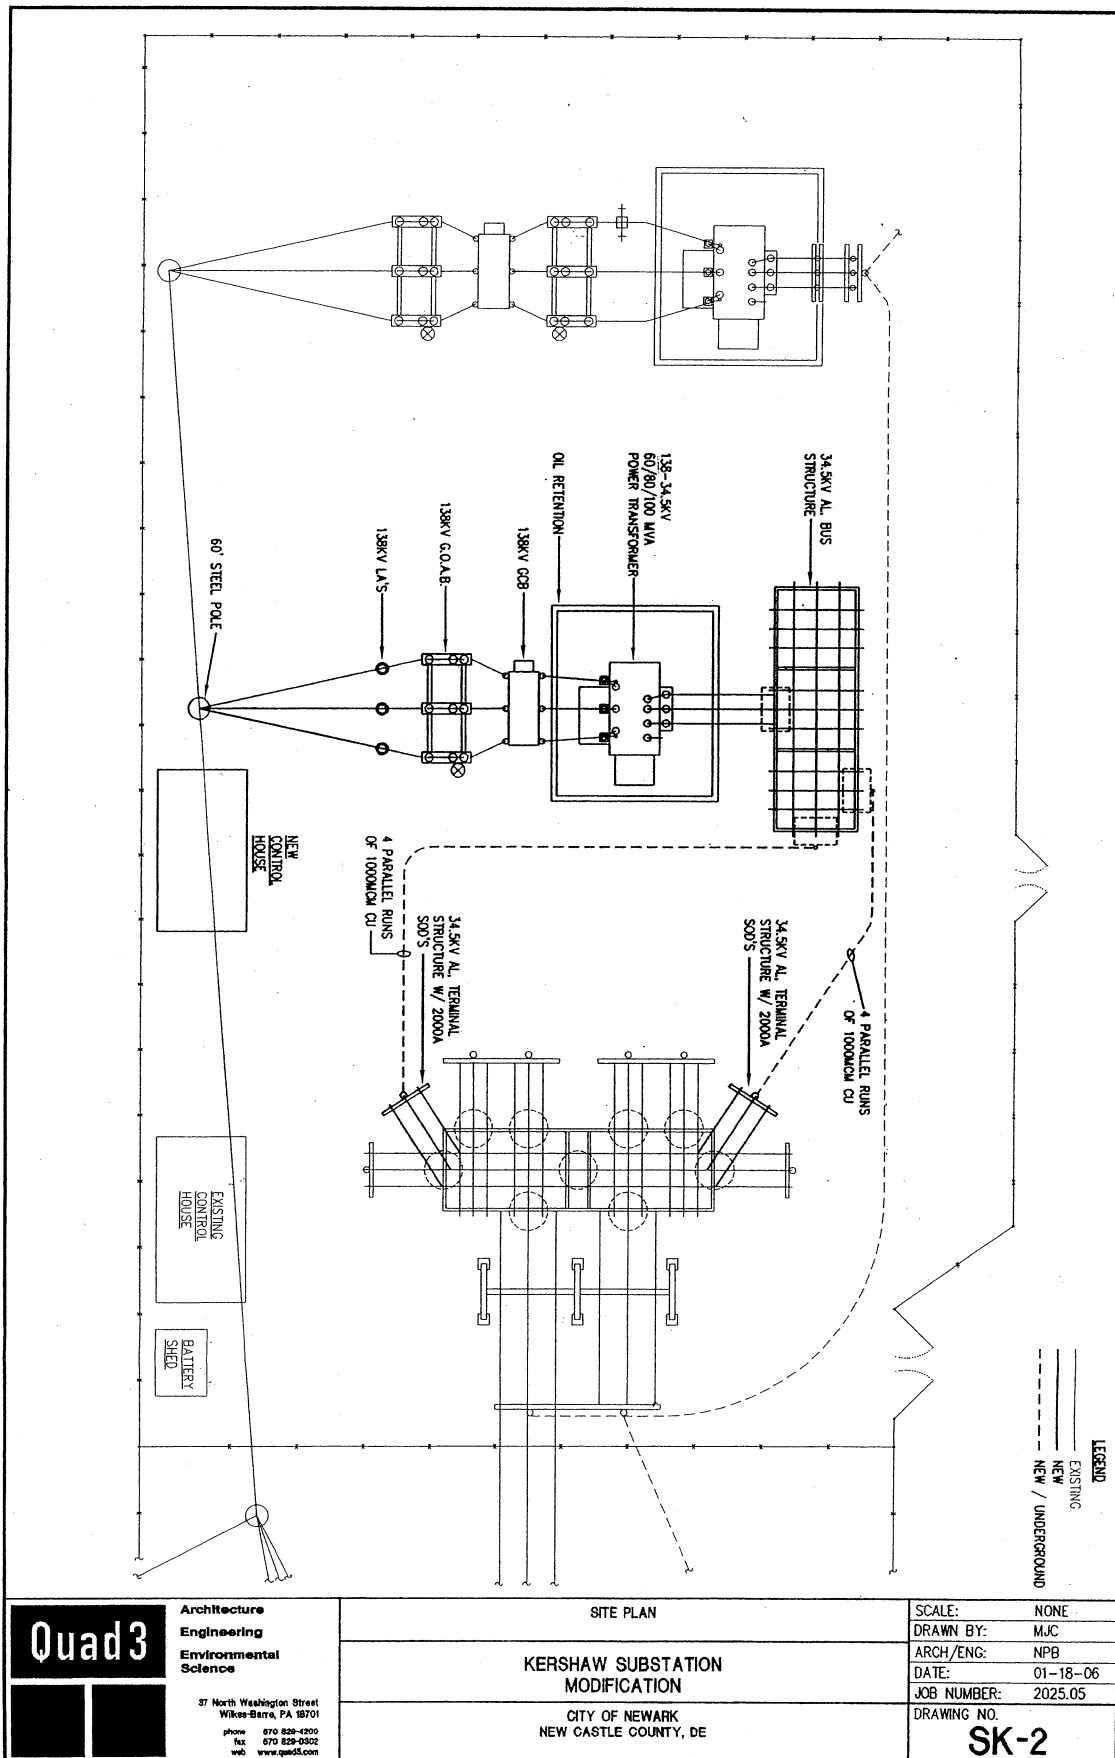 34.5KV AL. BUS
STRUCTURE
138-34.5KV
60/80/100 MVA
POWER TRANSFORMER
OIL RETENTION
138KV GCB
138KV G.O.A.B.
138KV LA'S
60' STEEL POLE
NEW
CONTROL
HOUSE
4 PARALLEL RUNS
OF 1000MCM CU
34.5KV AL. TERMINAL
STRUCTURE W/ 2000A
SOD'S
34.5KV AL. TERMINAL
STRUCTURE W/ 2000A
SOD'S
4 PARALLEL RUNS
OF 1000MCM CU
EXISTING
CONTROL
HOUSE
BATTERY
SHED
LEGEND
EXISTING
NEW
NEW / UNDERGROUND
Quad3
Architecture
Engineering
Environmental
Science
37 North Washington Street
Wilkes-Barre, PA 18701
phone 570 829-4200
fax 570 829-0302
web www.quad3.com
SITE PLAN
KERSHAW SUBSTATION
MODIFICATION
CITY OF NEWARK
NEW CASTLE COUNTY, DE
SCALE: NONE
DRAWN BY: MJC
ARCH/ENG: NPB
DATE: 01-18-06
JOB NUMBER: 2025.05
DRAWING NO.
SK-2